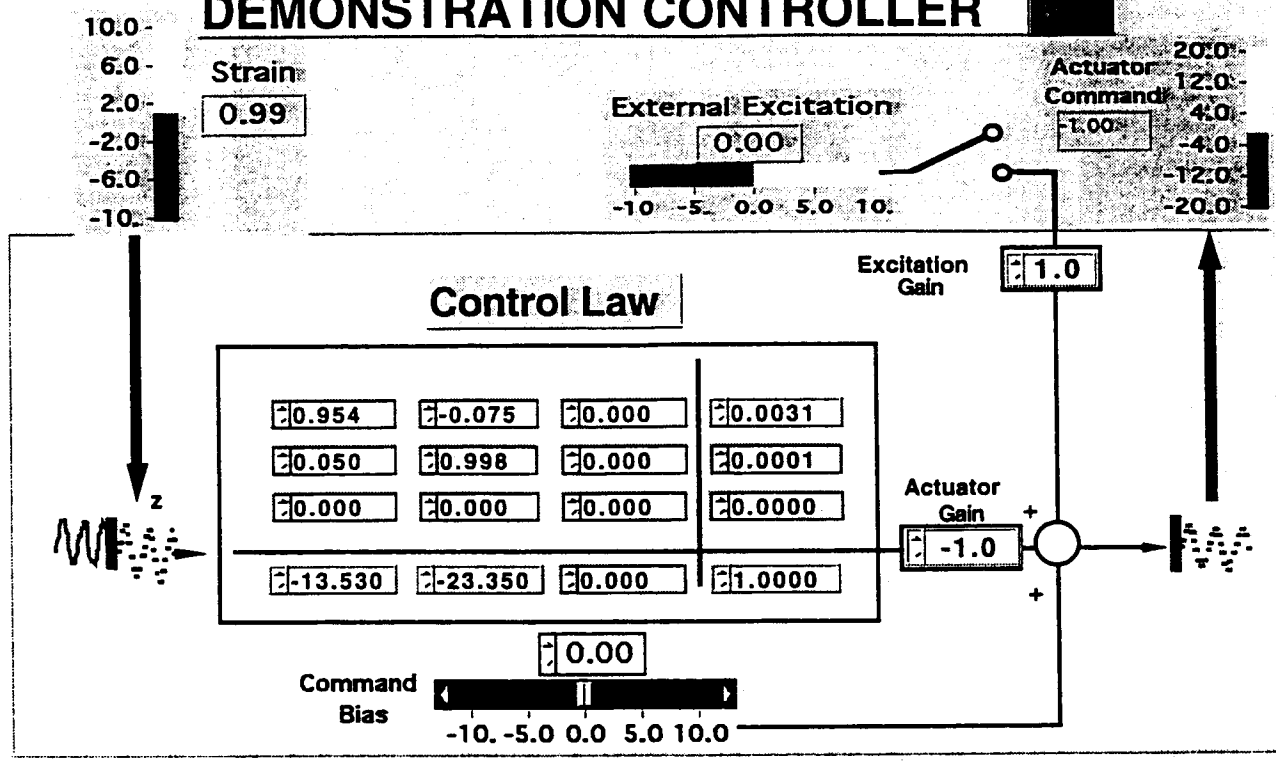 DEMONSTRATION CONTROLLER
10.0 -
6.0 -
2.0 -
-2.0 -
-6.0 -
-10. -
Strain
0.99
External Excitation
0.00
-10 -5. 0.0 5.0 10.
Actuator
Command
-1.00
20.0 -
12.0 -
4.0 -
-4.0 -
-12.0 -
-20.0 -
Excitation
Gain
1.0
Control Law
0.954 -0.075 0.000 0.0031
0.050 0.998 0.000 0.0001
0.000 0.000 0.000 0.0000
-13.530 -23.350 0.000 1.0000
z
Actuator
Gain
-1.0
+
+
0.00
Command
Bias
-10. -5.0 0.0 5.0 10.0